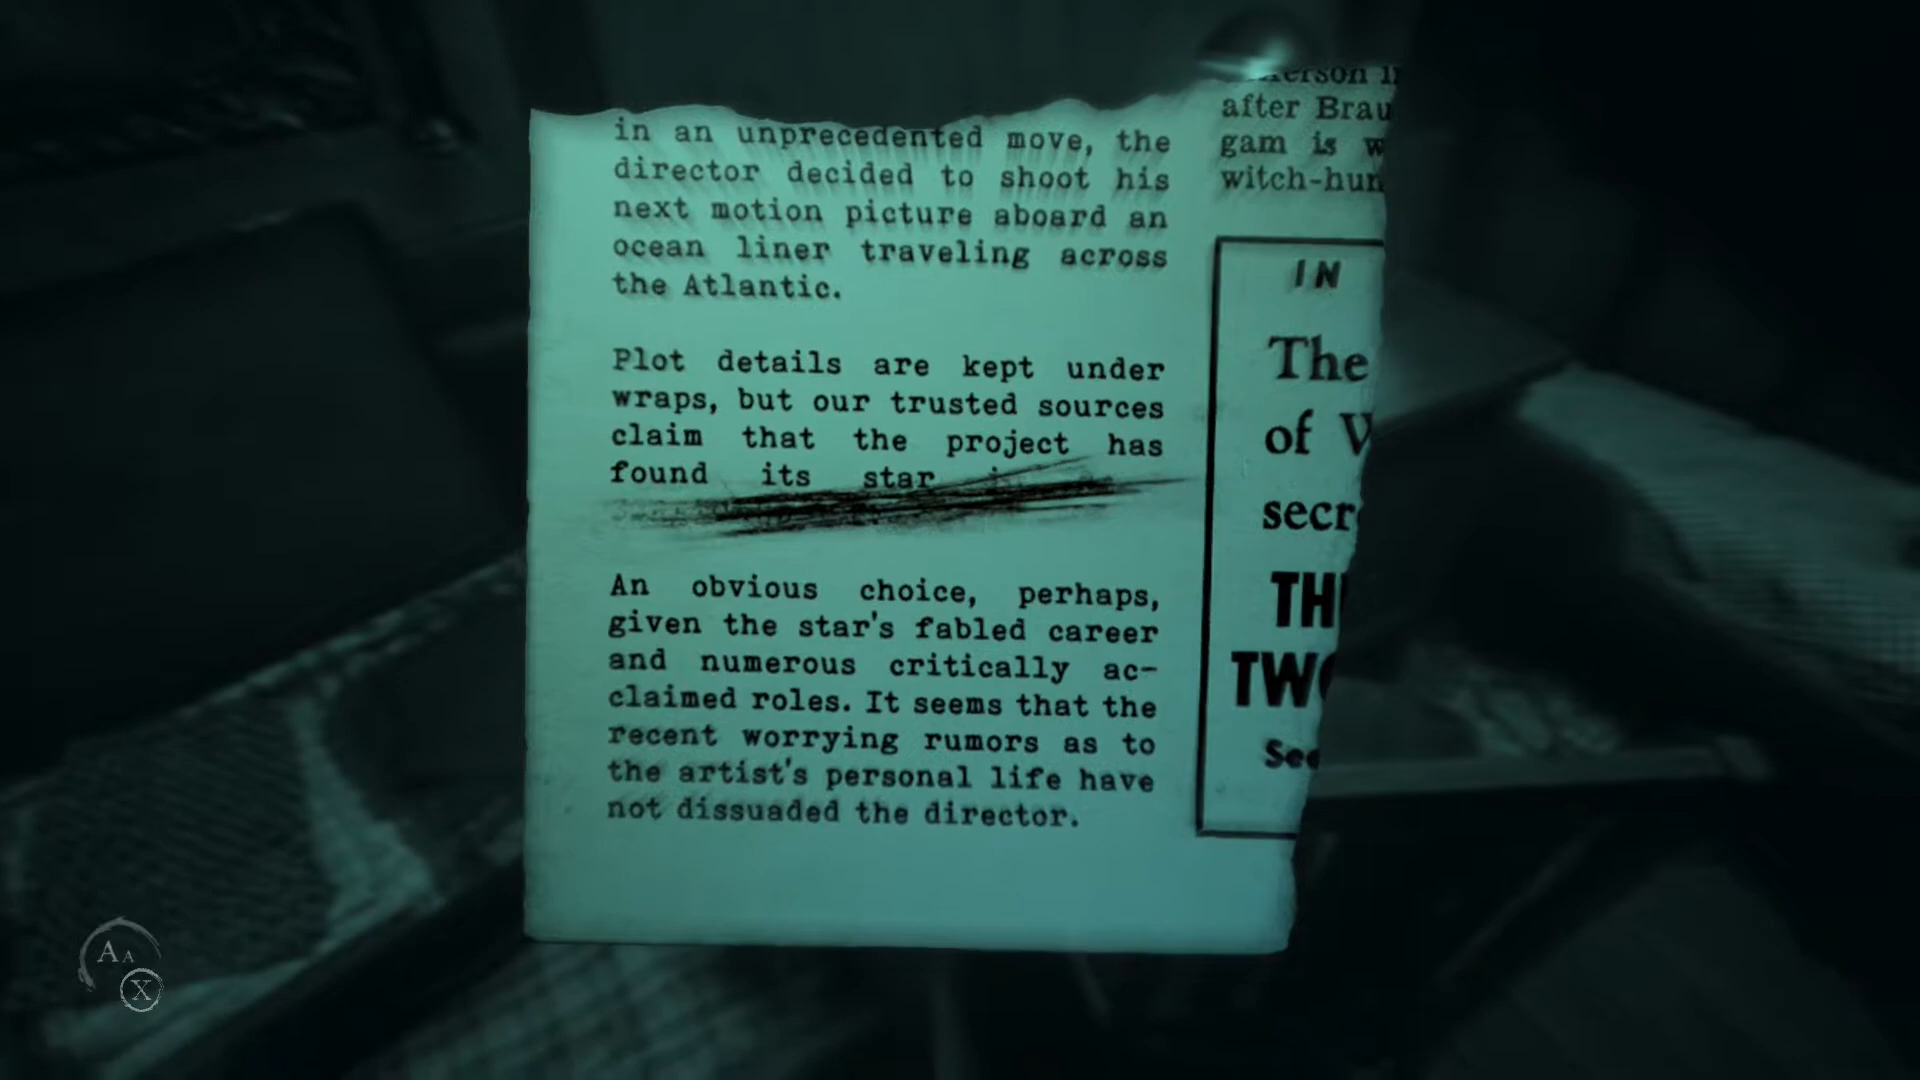 in an unprecedented move, the
director decided to shoot his
next motion picture aboard an
ocean liner traveling across
the Atlantic.
Plot details are kept under
wraps, but our trusted sources
claim that the project has
found its star
An obvious choice, perhaps,
given the star's fabled career
and numerous critically ac-
claimed roles. It seems that the
recent worrying rumors as to
the artist's personal life have
not dissuaded the director.
after Brau
gam is w
witch-hun
IN
The
of
secr
TH
TW
See
AA
X